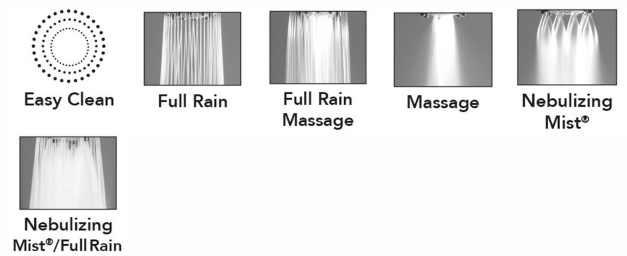 Easy Clean
Full Rain
Full Rain
Massage
Massage
Nebulizing
Mist®
Nebulizing
Mist®/Full Rain